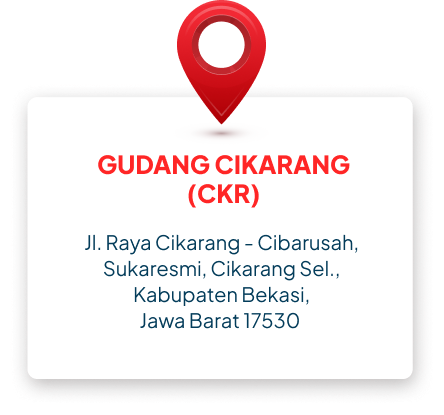 GUDANG CIKARANG
(CKR)
Jl. Raya Cikarang - Cibarusah,
Sukaresmi, Cikarang Sel.,
Kabupaten Bekasi,
Jawa Barat 17530